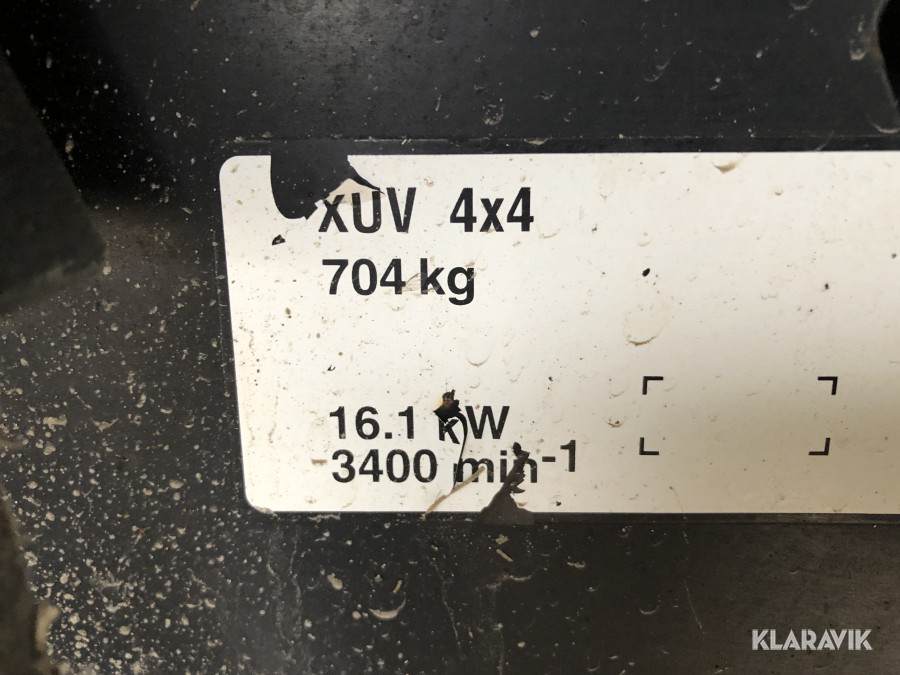 XUV 4x4
704 kg
16.1 kW
3400 min-1
KLARAVIK